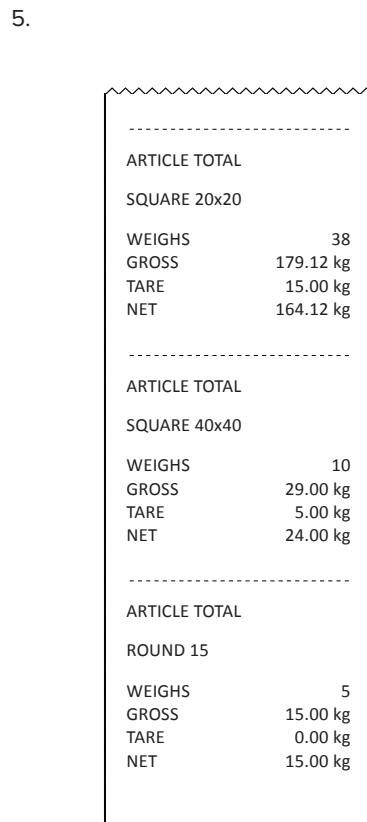 5.
---------------------------
ARTICLE TOTAL
SQUARE 20x20
WEIGHS 38
GROSS 179.12 kg
TARE 15.00 kg
NET 164.12 kg
---------------------------
ARTICLE TOTAL
SQUARE 40x40
WEIGHS 10
GROSS 29.00 kg
TARE 5.00 kg
NET 24.00 kg
---------------------------
ARTICLE TOTAL
ROUND 15
WEIGHS 5
GROSS 15.00 kg
TARE 0.00 kg
NET 15.00 kg